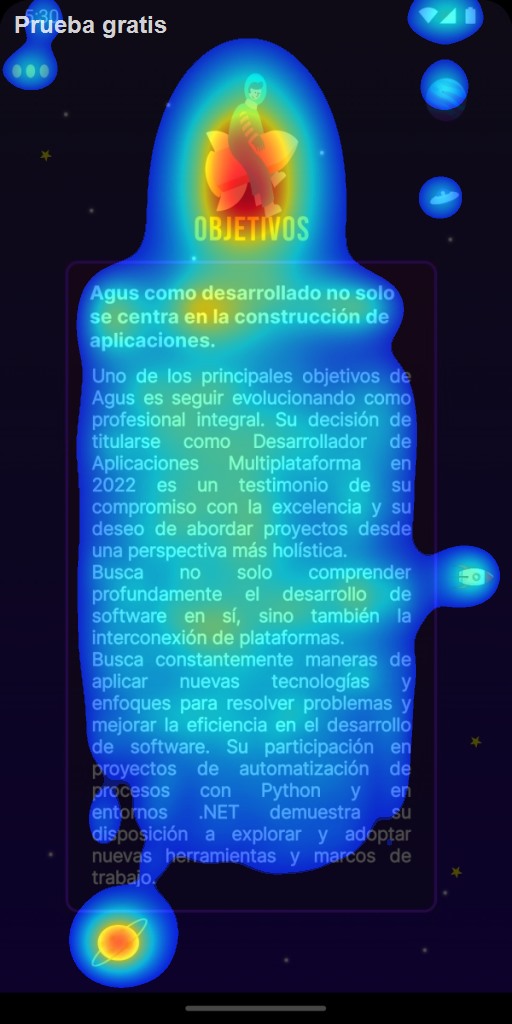 5:30
Prueba gratis
OBJETIVOS
Agus como desarrollado no solo
se centra en la construcción de
aplicaciones.
Uno de los principales objetivos de
Agus es seguir evolucionando como
profesional integral. Su decisión de
titularse como Desarrollador de
Aplicaciones Multiplataforma en
2022 es un testimonio de su
compromiso con la excelencia y su
deseo de abordar proyectos desde
una perspectiva más holística.
Busca no solo comprender
profundamente el desarrollo de
software en sí, sino también la
interconexión de plataformas.
Busca constantemente maneras de
aplicar nuevas tecnologías y
enfoques para resolver problemas y
mejorar la eficiencia en el desarrollo
de software. Su participación en
proyectos de automatización de
procesos con Python y en
entornos .NET demuestra su
disposición a explorar y adoptar
nuevas herramientas y marcos de
trabajo.